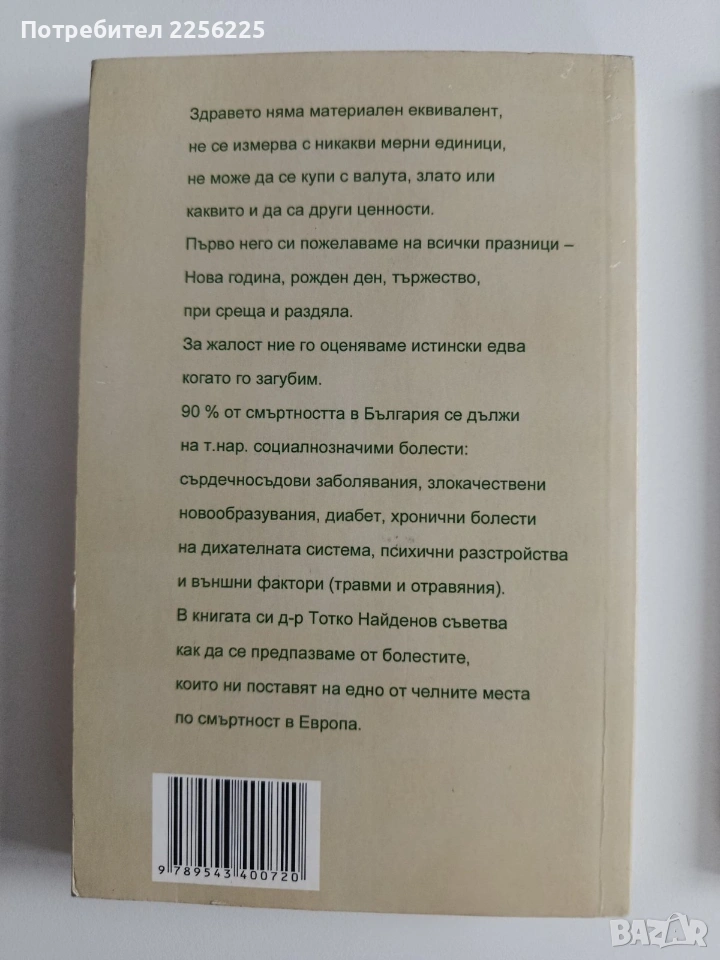 Потребител 2256225
Здравето няма материален еквивалент,
не се измерва с никакви мерни единици,
не може да се купи с валута, злато или
каквито и да са други ценности.
Първо него си пожелаваме на всички празници –
Нова година, рожден ден, тържество,
при среща и раздяла.
За жалост ние го оценяваме истински едва
когато го загубим.
90 % от смъртността в България се дължи
на т.нар. социалнозначими болести:
сърдечносъдови заболявания, злокачествени
новообразувания, диабет, хронични болести
на дихателната система, психични разстройства
и външни фактори (травми и отравяния).
В книгата си д-р Тотко Найденов съветва
как да се предпазваме от болестите,
които ни поставят на едно от челните места
по смъртност в Европа.
9 789543 400720
BAZAR